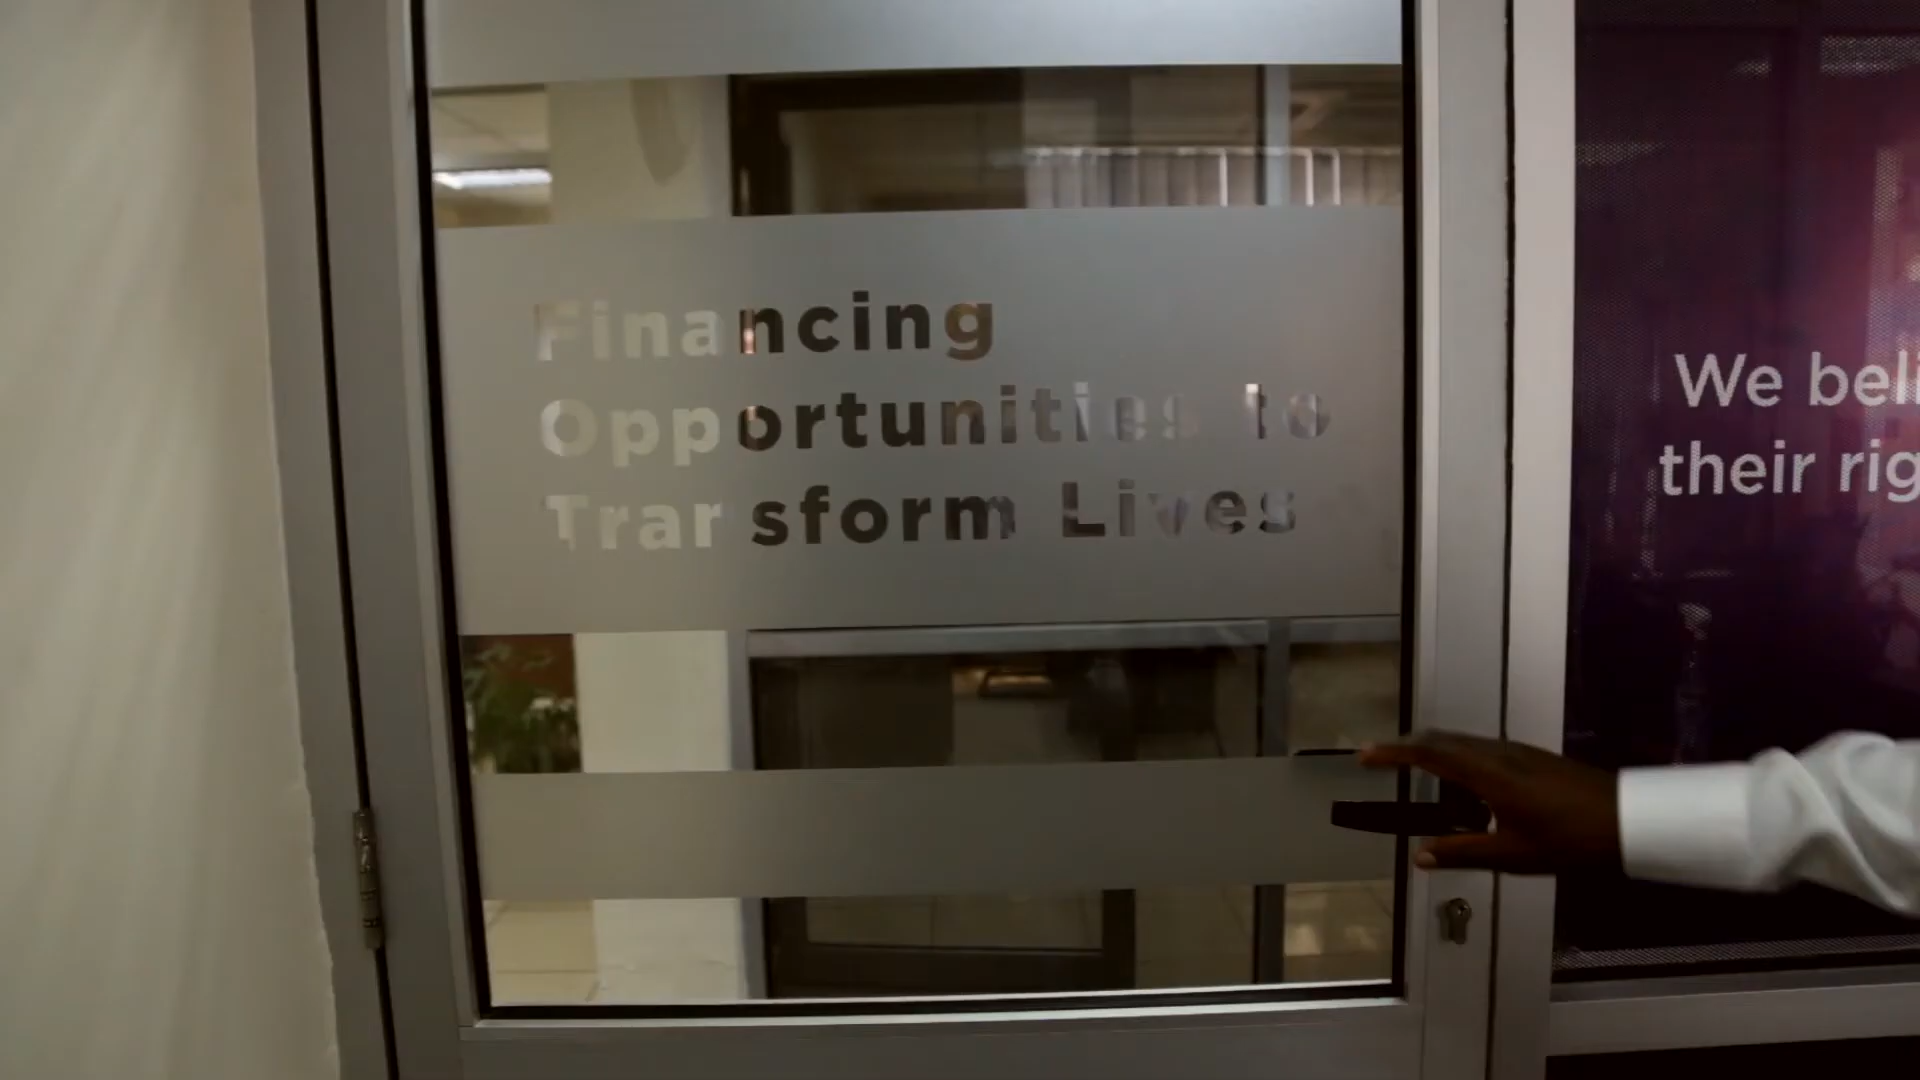 Financing
Opportunities to
Transform Lives
We beli
their rig